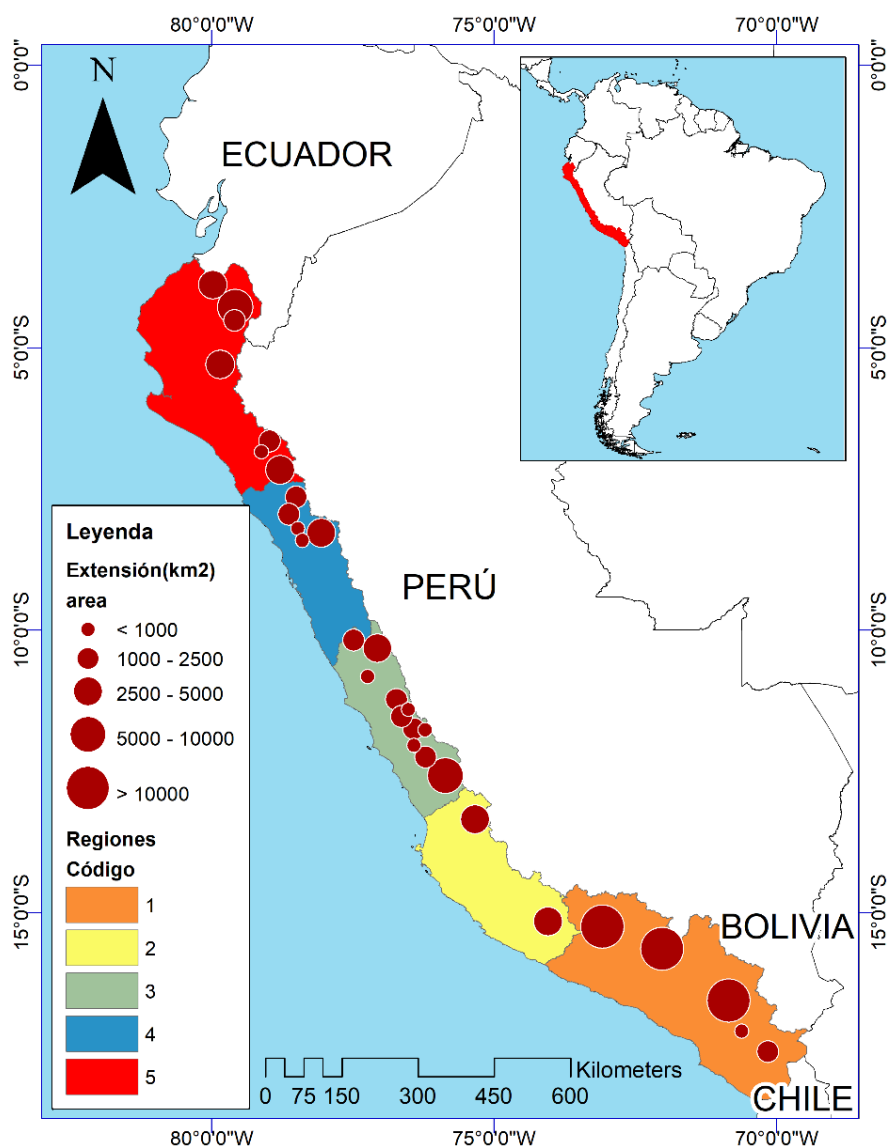 80°0'0"W 75°0'0"W 70°0'0"W
0°0'0"
0°0'0"
N
ECUADOR
5°0'0"S
5°0'0"S
PERÚ
10°0'0"S
10°0'0"S
Leyenda
Extensión(km2)
area
< 1000
1000 - 2500
2500 - 5000
5000 - 10000
> 10000
Regiones
Código
1
2
3
4
5
15°0'0"S
15°0'0"S
BOLIVIA
CHILE
Kilometers
0 75 150 300 450 600
80°0'0"W 75°0'0"W 70°0'0"W